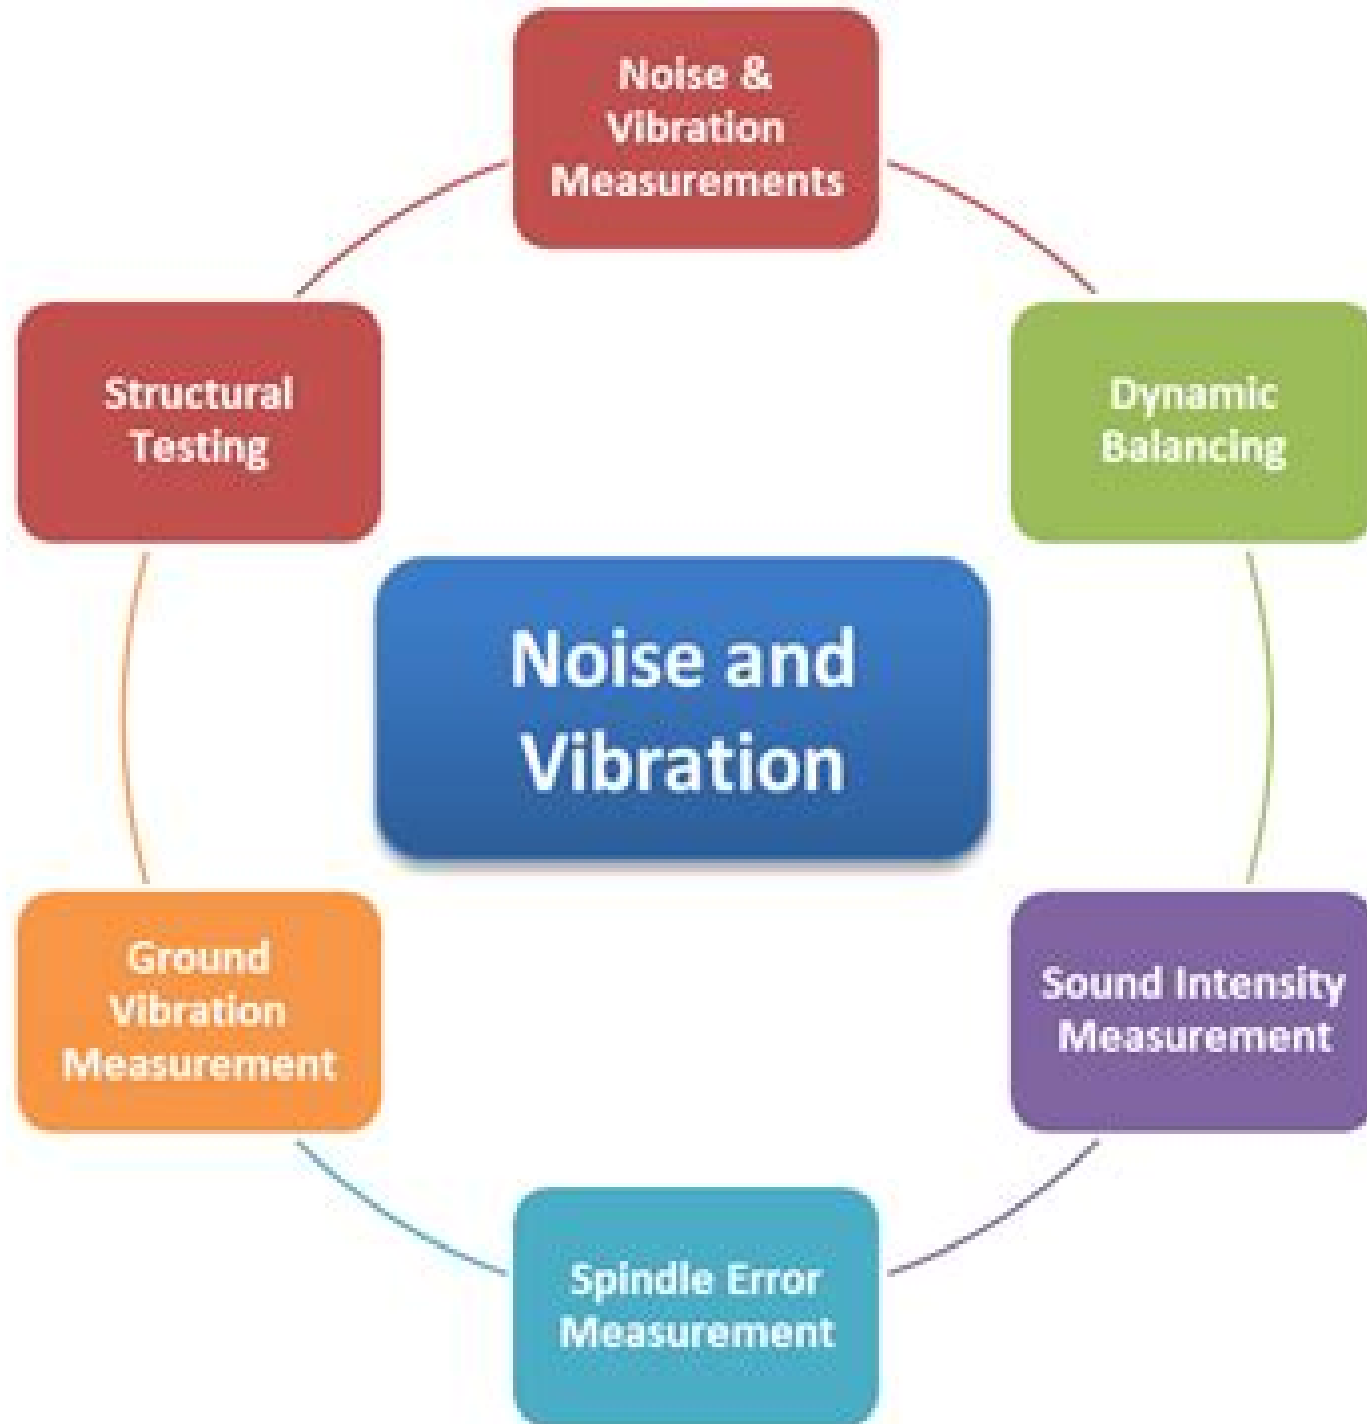 Noise &
Vibration
Measurements
Structural
Testing
Dynamic
Balancing
Noise and
Vibration
Ground
Vibration
Measurement
Sound Intensity
Measurement
Spindle Error
Measurement